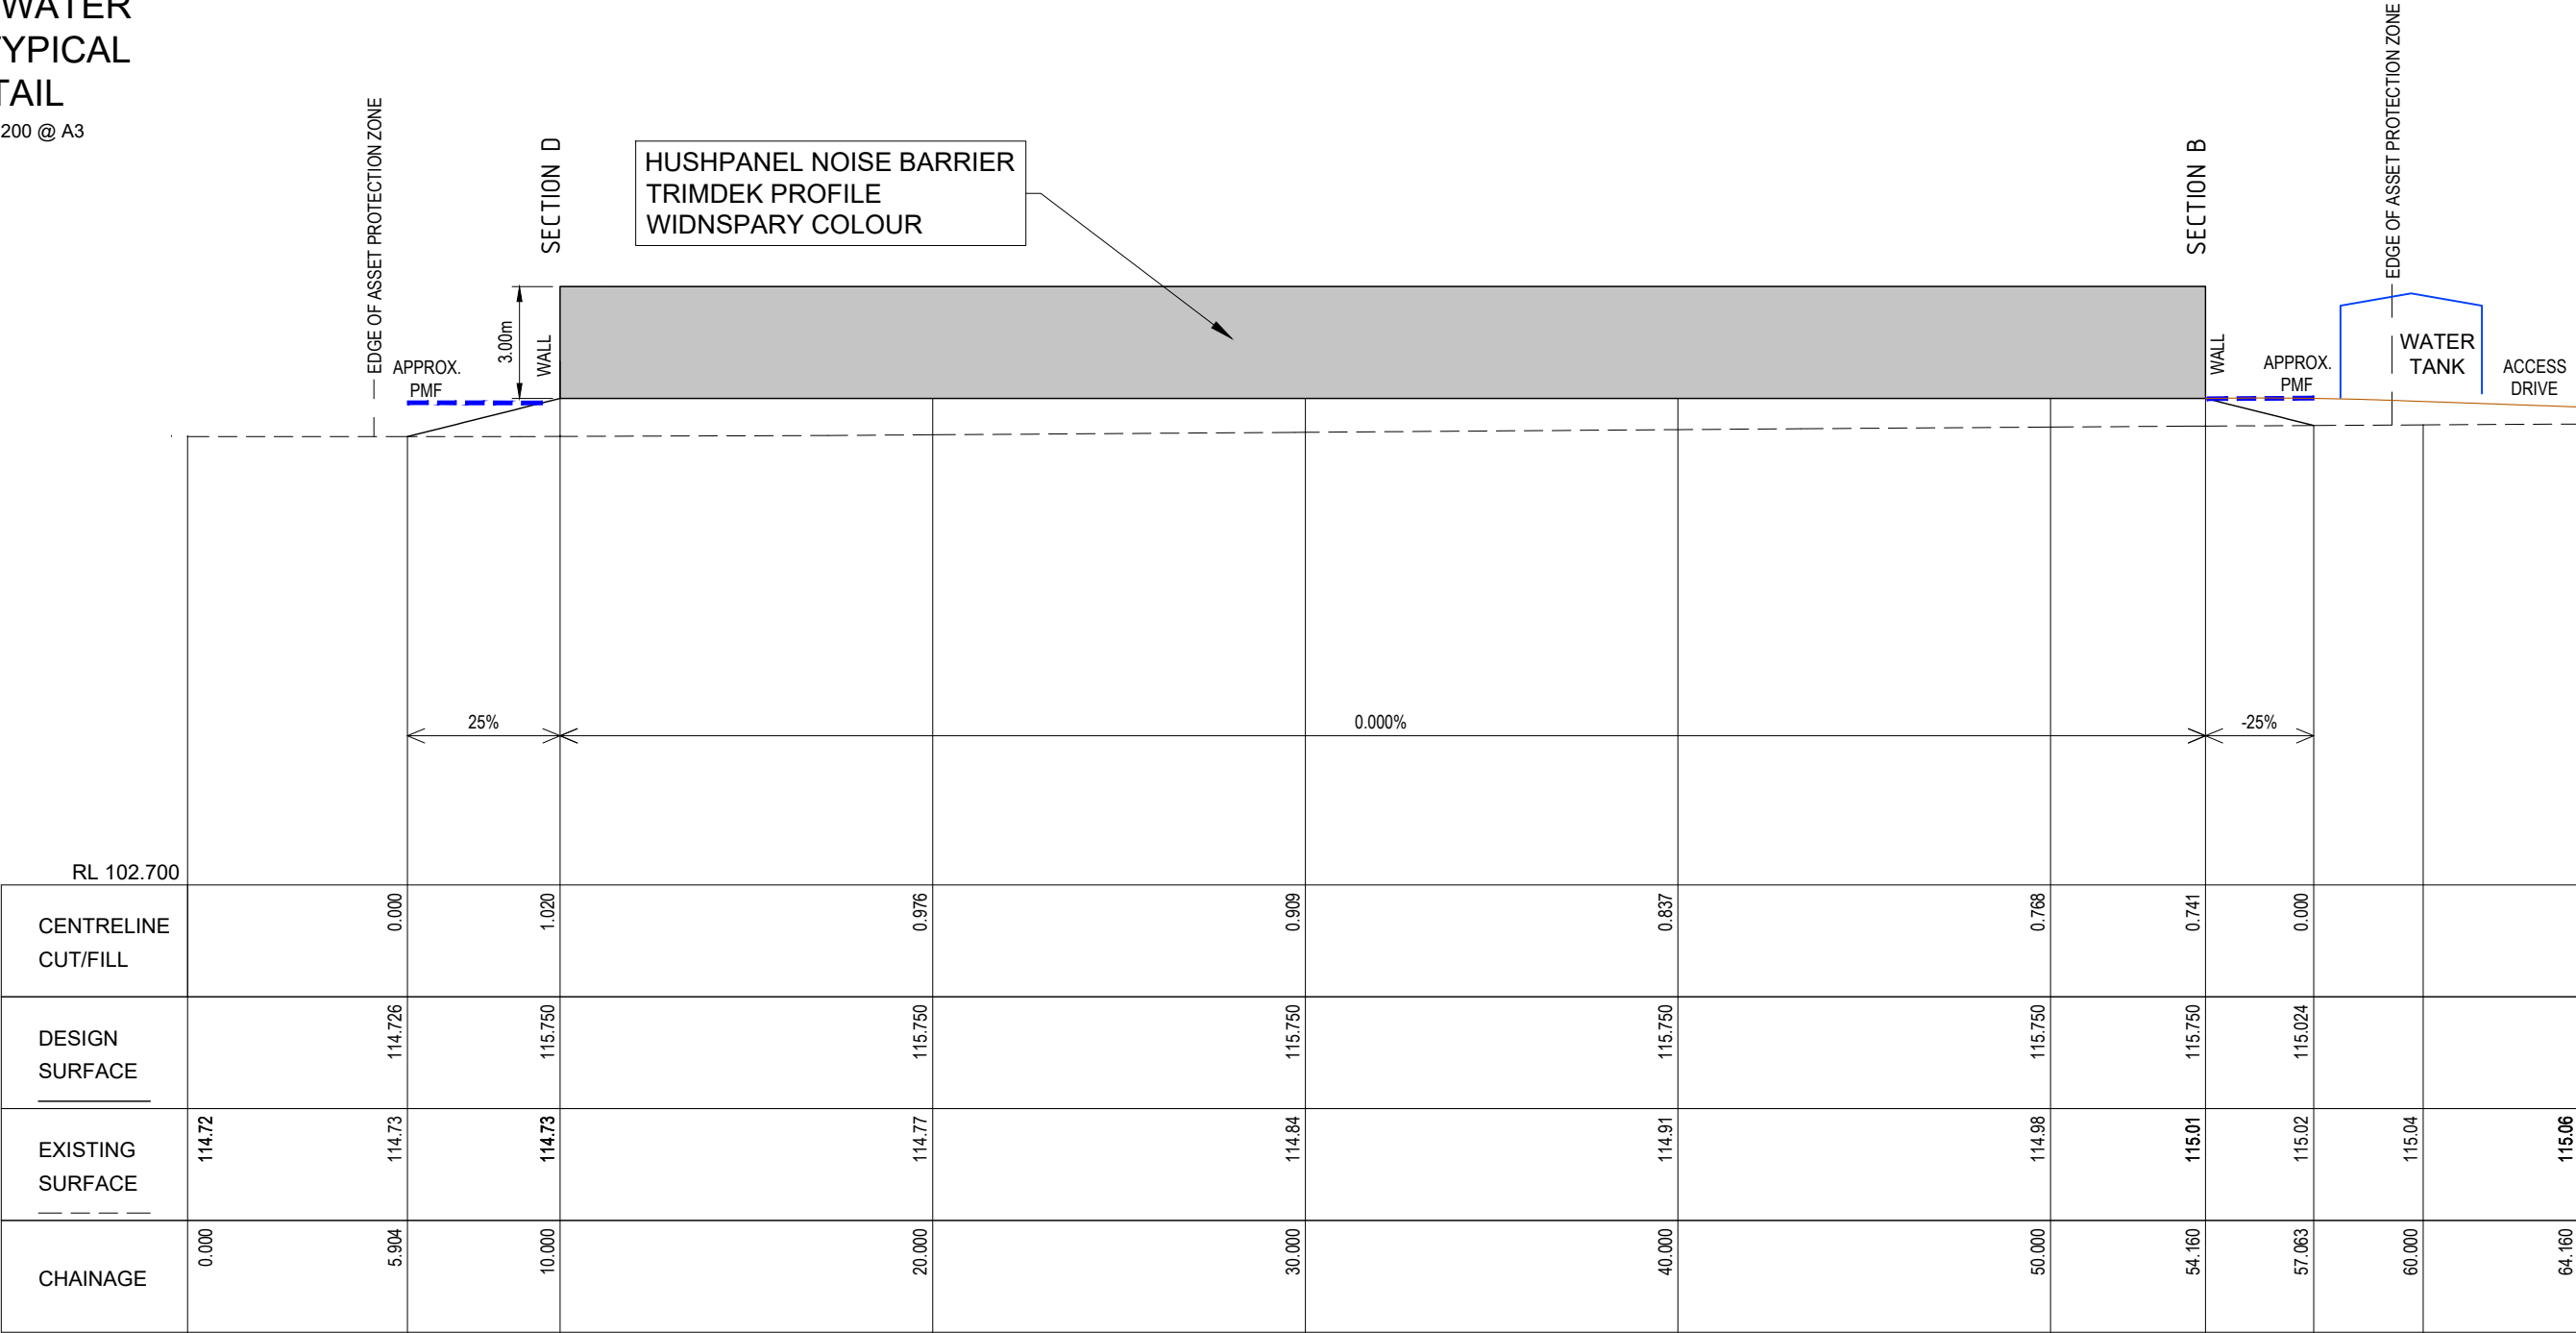 WATER
TYPICAL
TAIL
200 @ A3
EDGE OF ASSET PROTECTION ZONE
SECTION D
HUSHPANEL NOISE BARRIER
TRIMDEK PROFILE
WIDNSPARY COLOUR
SECTION B
EDGE OF ASSET PROTECTION ZONE
APPROX.
PMF
3.00m
WALL
WALL
APPROX.
PMF
WATER
TANK
ACCESS
DRIVE
25%
0.000%
-25%
RL 102.700
CENTRELINE
CUT/FILL
0.000
1.020
0.976
0.909
0.837
0.768
0.741
0.000
DESIGN
SURFACE
114.726
115.750
115.750
115.750
115.750
115.750
115.750
115.024
EXISTING
SURFACE
114.72
114.73
114.73
114.77
114.84
114.91
114.98
115.01
115.02
115.04
115.06
CHAINAGE
0.000
5.904
10.000
20.000
30.000
40.000
50.000
54.160
57.063
60.000
64.160